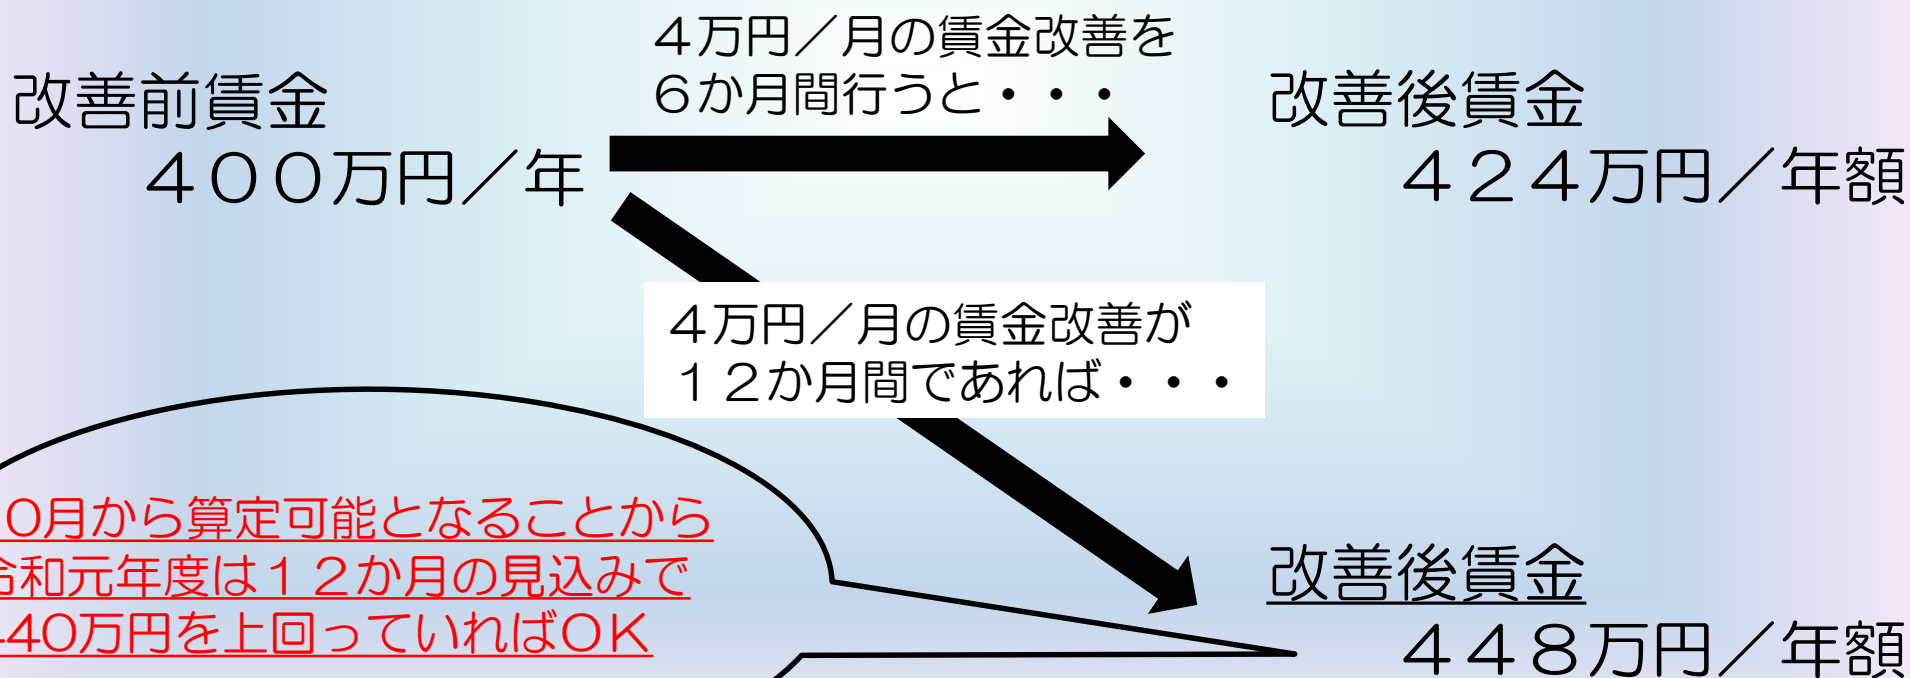 ４万円／月の賃金改善を
６か月間行うと・・・
改善前賃金
４００万円／年
改善後賃金
４２４万円／年額
４万円／月の賃金改善が
１２か月間であれば・・・
０月から算定可能となることから
令和元年度は１２か月の見込みで
４４０万円を上回っていればＯＫ
改善後賃金
４４８万円／年額